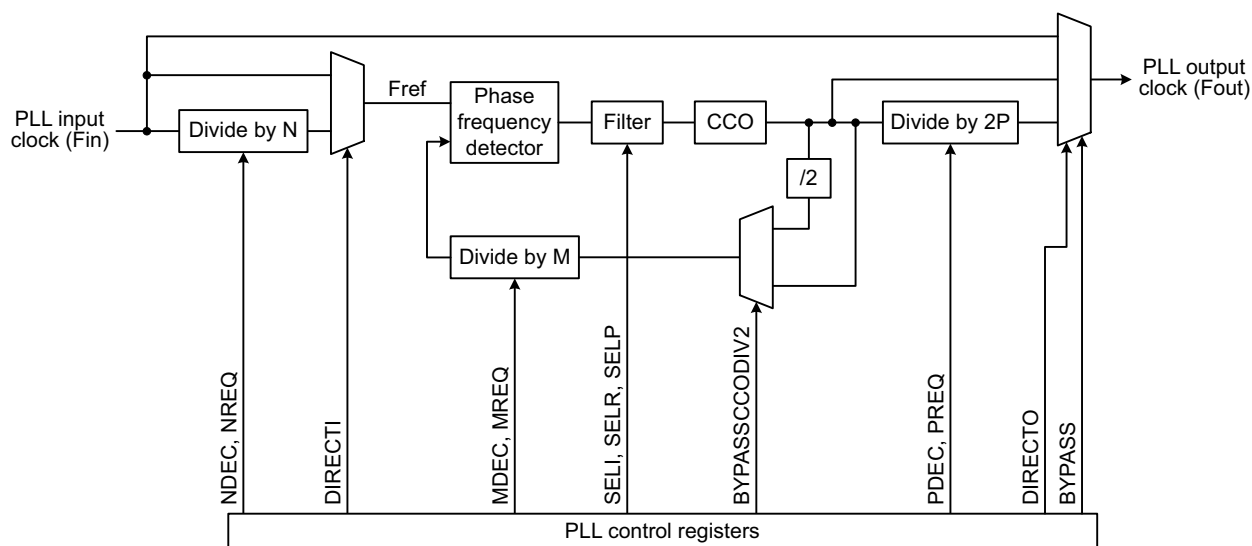 PLL input
clock (Fin)
Divide by N
Fref
Phase
frequency
detector
Filter
CCO
Divide by 2P
PLL output
clock (Fout)
/2
Divide by M
NDEC, NREQ
DIRECTI
MDEC, MREQ
SELI, SELR, SELP
BYPASSCCODIV2
PDEC, PREQ
DIRECTO
BYPASS
PLL control registers